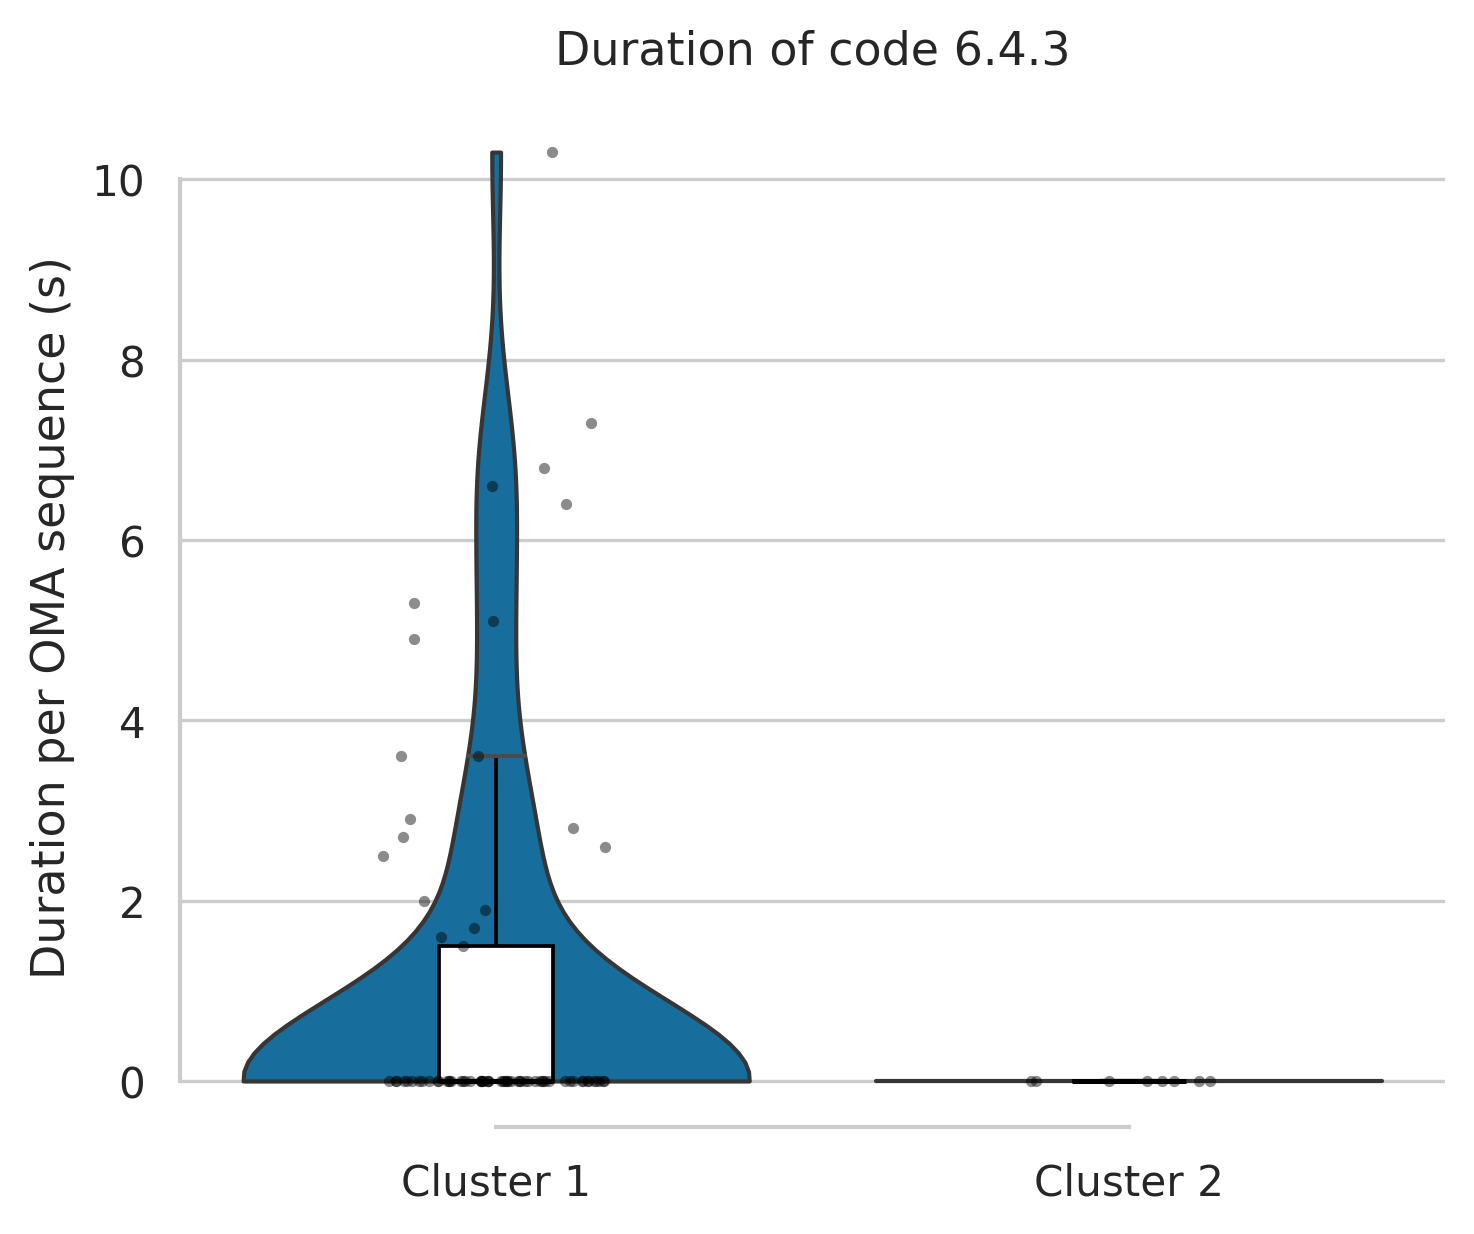 Duration of code 6.4.3
Duration per OMA sequence (s)
10
8
6
4
2
0
Cluster 1
Cluster 2